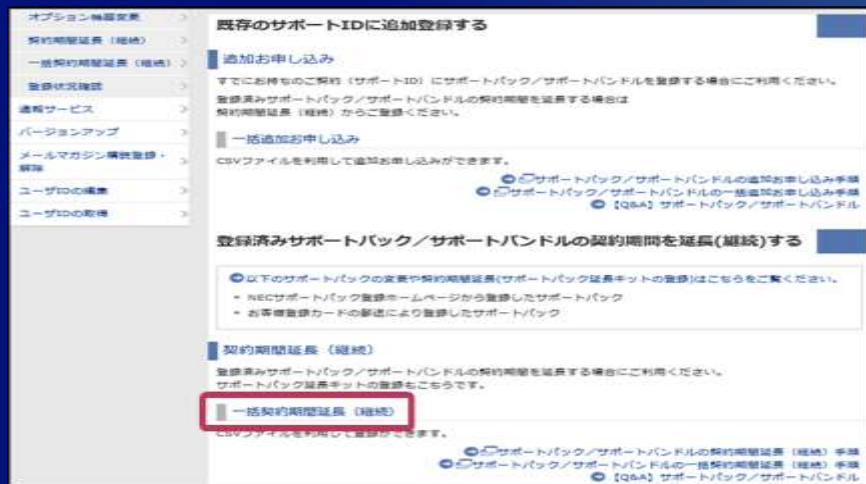 オプション機器変更
契約期間延長（継続）
一括契約期間延長（継続）
登録状況確認
通報サービス
バージョンアップ
メールマガジン購読登録・
解除
ユーザIDの編集
ユーザIDの取得
既存のサポートIDに追加登録する
追加お申し込み
すでにお持ちのご契約（サポートID）にサポートパック／サポートバンドルを登録する場合にご利用ください。
登録済みサポートパック／サポートバンドルの契約期間を延長する場合は
契約期間延長（継続）からご登録ください。
一括追加お申し込み
CSVファイルを利用して追加お申し込みができます。
サポートパック／サポートバンドルの追加お申し込み手順
サポートパック／サポートバンドルの一括追加お申し込み手順
【Q&A】サポートパック／サポートバンドル
登録済みサポートパック／サポートバンドルの契約期間を延長(継続)する
以下のサポートパックの変更や契約期間延長(サポートパック延長キットの登録)はこちらをご覧ください。
NECサポートパック登録ホームページから登録したサポートパック
お客様登録カードの郵送により登録したサポートパック
契約期間延長（継続）
登録済みサポートパック／サポートバンドルの契約期間を延長する場合にご利用ください。
サポートパック延長キットの登録もこちらです。
一括契約期間延長（継続）
CSVファイルを利用して登録ができます。
サポートパック／サポートバンドルの契約期間延長（継続）手順
サポートパック／サポートバンドルの一括契約期間延長（継続）手順
【Q&A】サポートパック／サポートバンドル